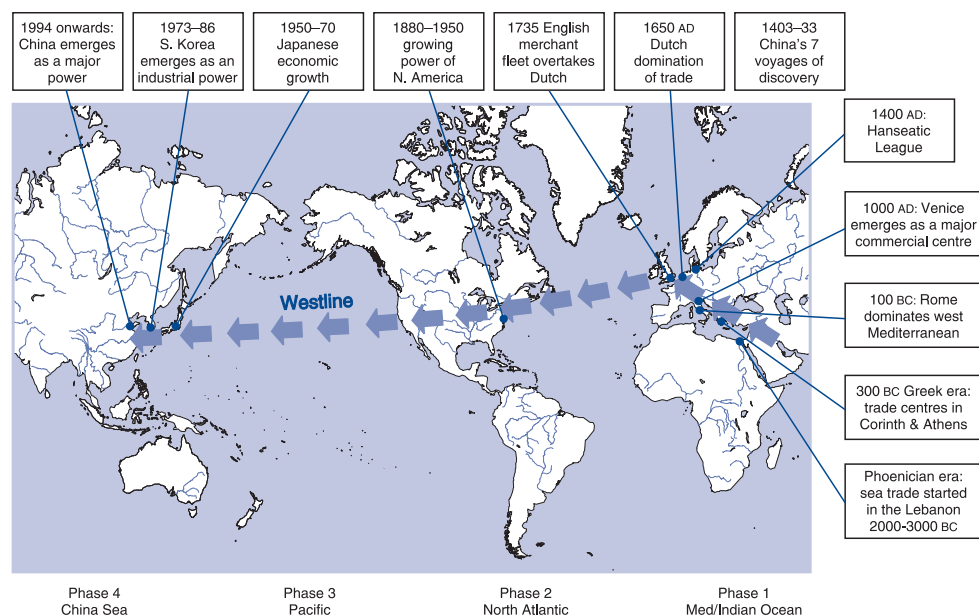 1994 onwards:
China emerges
as a major
power
1973–86
S. Korea
emerges as an
industrial power
1950–70
Japanese
economic
growth
1880–1950
growing
power of
N. America
1735 English
merchant
fleet overtakes
Dutch
1650 AD
Dutch
domination
of trade
1403–33
China's 7
voyages of
discovery
1400 AD:
Hanseatic
League
1000 AD: Venice
emerges as a major
commercial centre
100 BC: Rome
dominates west
Mediterranean
300 BC Greek era:
trade centres in
Corinth & Athens
Phoenician era:
sea trade started
in the Lebanon
2000-3000 BC
Westline
Phase 4
China Sea
Phase 3
Pacific
Phase 2
North Atlantic
Phase 1
Med/Indian Ocean